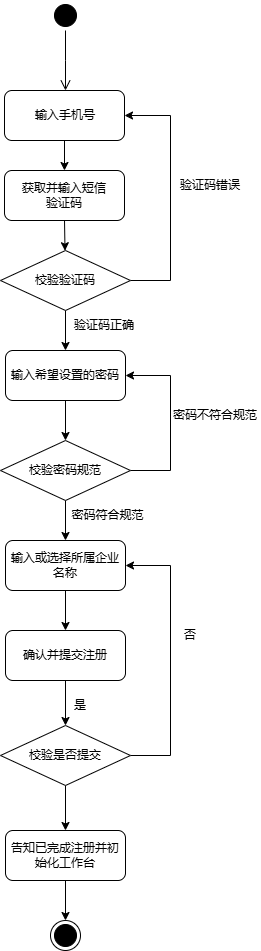 输入手机号
获取并输入短信
验证码
验证码错误
校验验证码
验证码正确
输入希望设置的密码
密码不符合规范
校验密码规范
密码符合规范
输入或选择所属企业
名称
否
确认并提交注册
是
校验是否提交
告知已完成注册并初
始化工作台